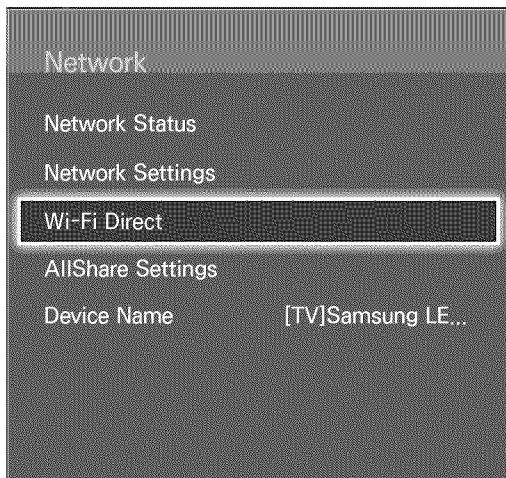 Network
Network Status
Network Settings
Wi-Fi Direct
AllShare Settings
Device Name [TV]Samsung LE...